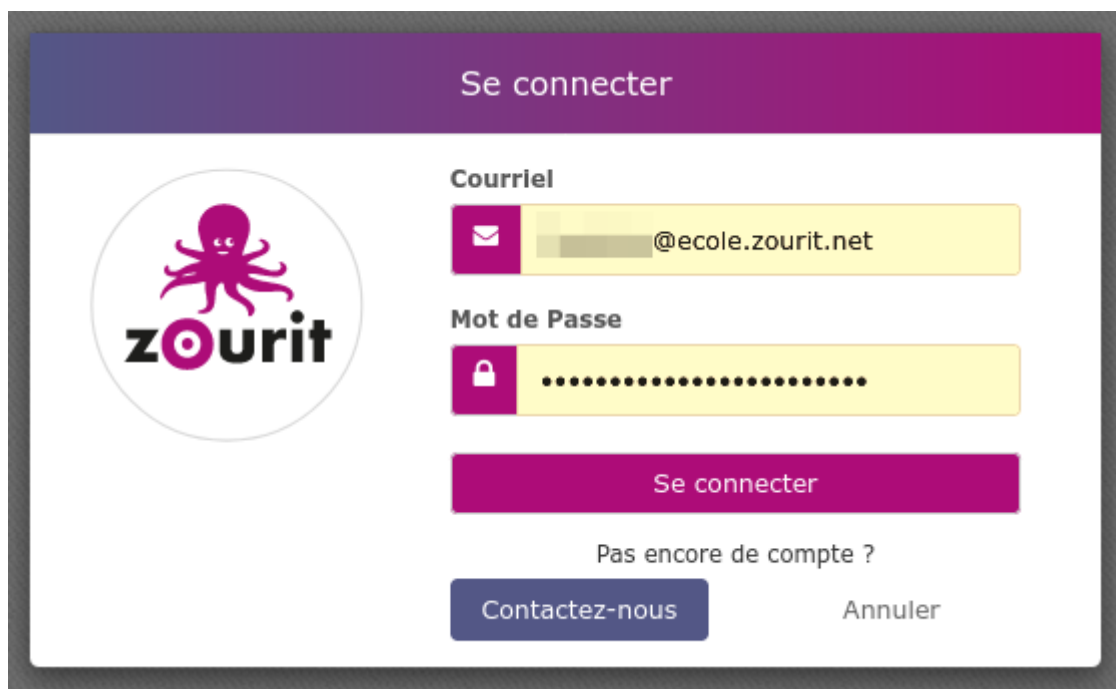 Se connecter
zourit
Courriel
@ecole.zourit.net
Mot de Passe
••••••••••••••••••••••••
Se connecter
Pas encore de compte ?
Contactez-nous
Annuler